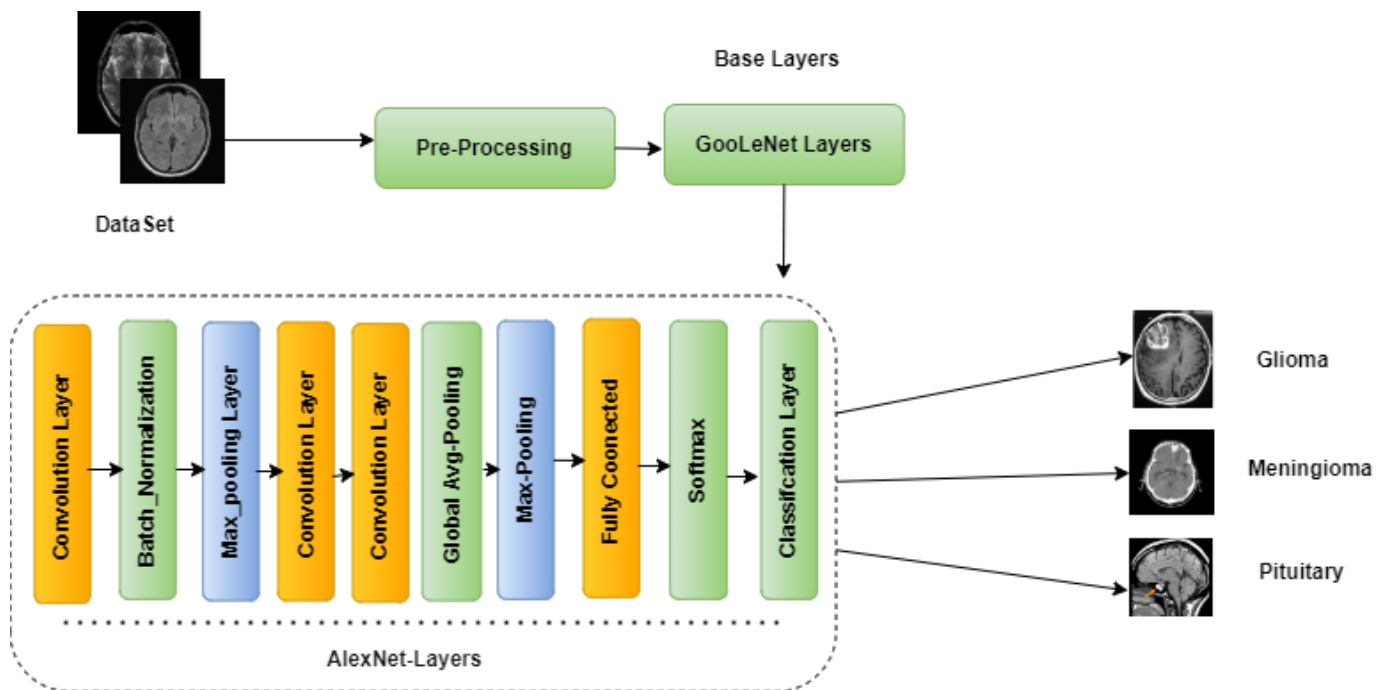 Base Layers
Pre-Processing
GooLeNet Layers
DataSet
Convolution Layer
Batch_Normalization
Max_pooling Layer
Convolution Layer
Convolution Layer
Global Avg-Pooling
Max-Pooling
Fully Coonected
Softmax
Classifcation Layer
AlexNet-Layers
Glioma
Meningioma
Pituitary